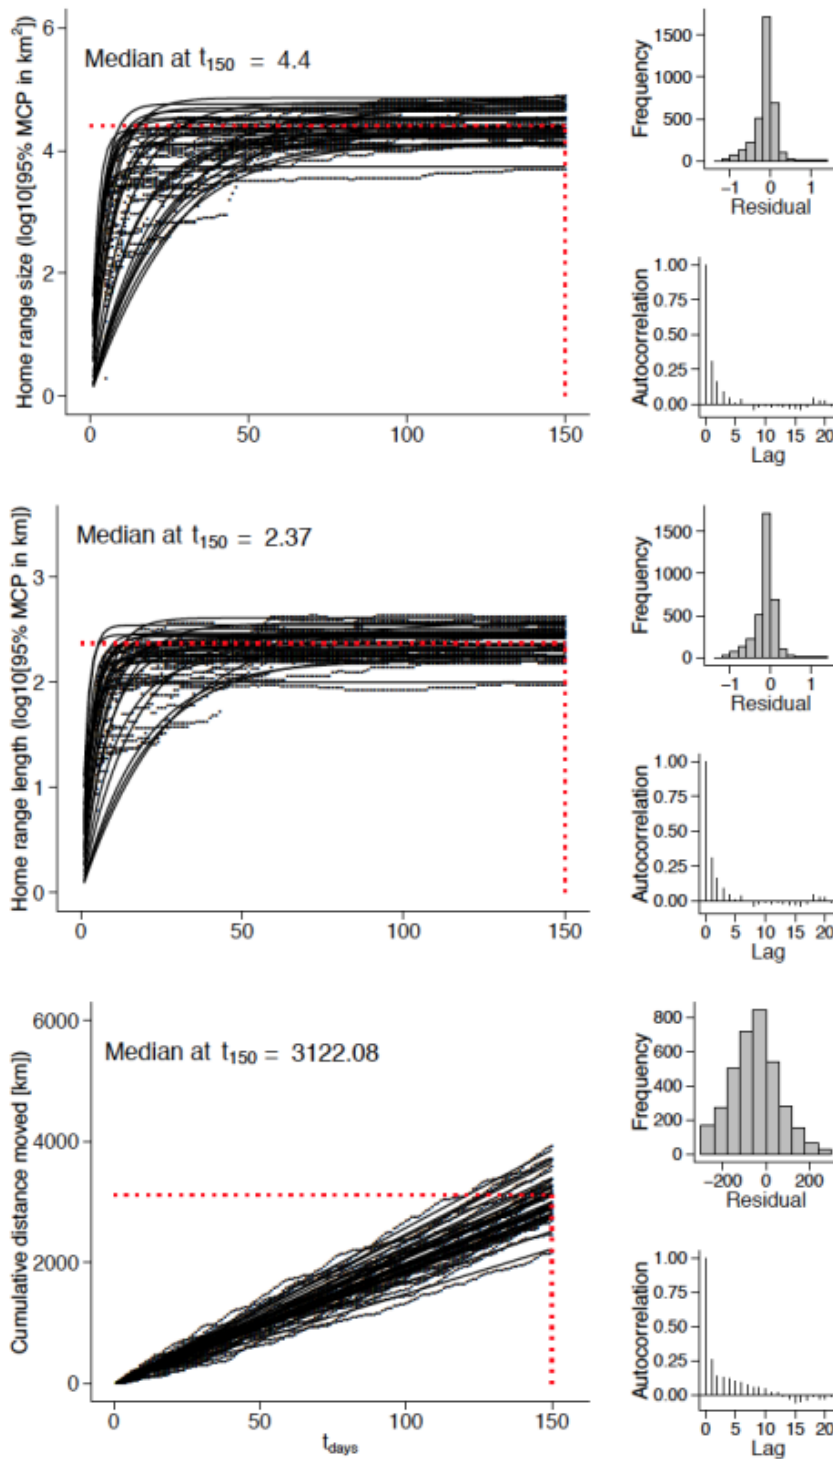 Home range size (log10[95% MCP in km²])
6
4
2
0
Median at t150 = 4.4
0 50 100 150
Frequency
1500
1000
500
0
−1 0 1
Residual
Autocorrelation
1.00
0.75
0.50
0.25
0.00
0 5 10 15 20
Lag
Home range length (log10[95% MCP in km])
3
2
1
0
Median at t150 = 2.37
0 50 100 150
Frequency
1500
1000
500
0
−1 0 1
Residual
Autocorrelation
1.00
0.75
0.50
0.25
0.00
0 5 10 15 20
Lag
Cumulative distance moved [km])
6000
4000
2000
0
Median at t150 = 3122.08
0 50 100 150
tdays
Frequency
800
600
400
200
0
−200 0 200
Residual
Autocorrelation
1.00
0.75
0.50
0.25
0.00
0 5 10 15 20
Lag